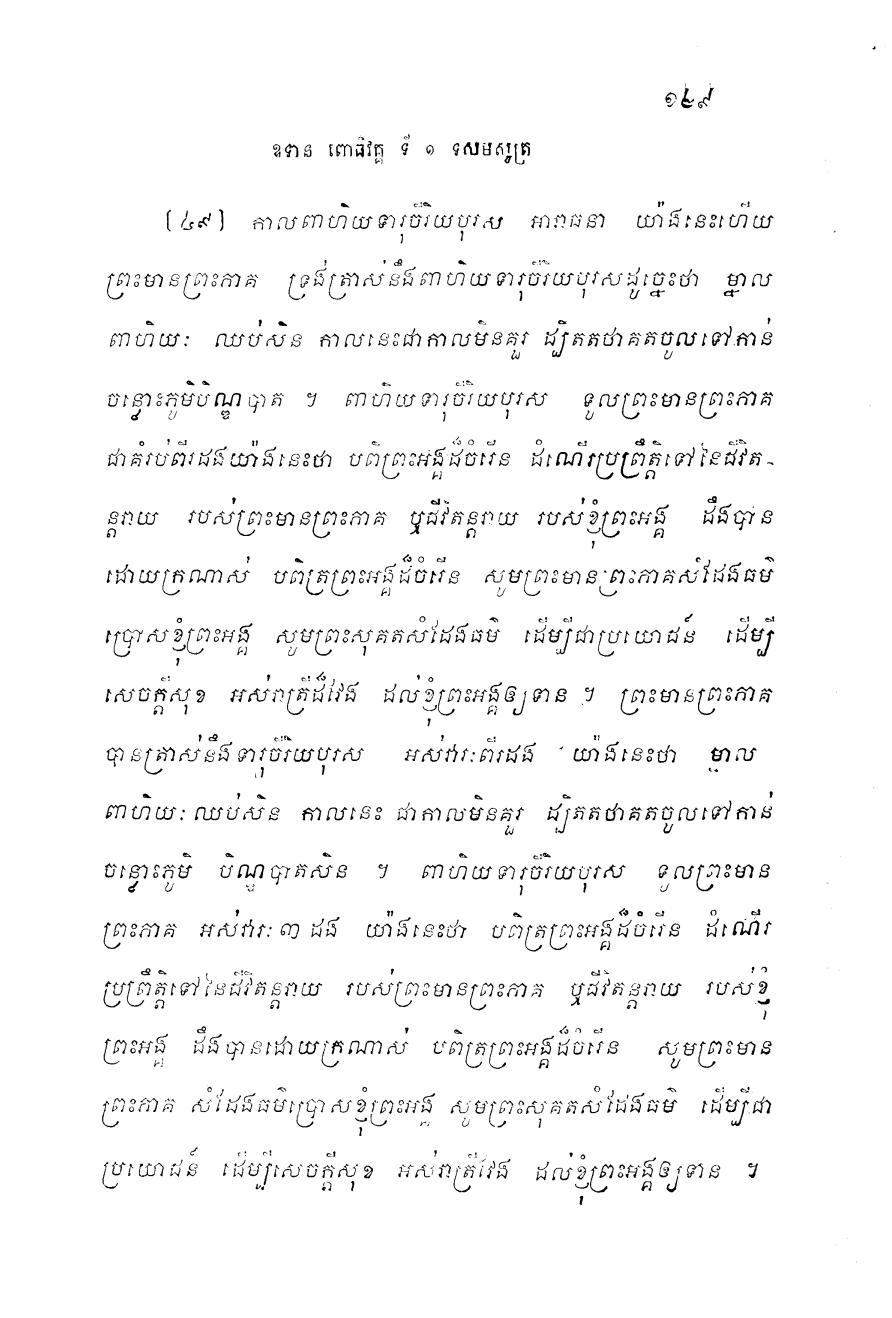 ១៤៩
ឧទាន ពោធិវគ្គ ទី ១ ទសមសូត្រ
(៤៩) កាលពាហិយទារុចីរិយបុរស អារាធនា យ៉ាងនេះហើយ
ព្រះមានព្រះភាគ ទ្រង់ត្រាស់នឹងពាហិយទារុចីរិយបុរសដូច្នេះថា ម្នាល
ពាហិយៈ ឈប់សិន កាលនេះជាកាលមិនគួរ ដ្បិតតថាគតចូលទៅកាន់
ចន្លោះភូមិបិណ្ឌបាត ។ ពាហិយទារុចីរិយបុរស ទូលព្រះមានព្រះភាគ
ជាគំរប់ពីរដងយ៉ាងនេះថា បពិព្រះអង្គដ៏ចំរើន ដំណើរប្រព្រឹត្តិទៅនៃជីវិត-
ន្តរាយ របស់ព្រះមានព្រះភាគ ឬជីវិតន្តរាយ របស់ខ្ញុំព្រះអង្គ ដឹងបាន
ដោយក្រណាស់ បពិត្រព្រះអង្គដ៏ចំរើន សូមព្រះមានព្រះភាគសំដែងធម៌
ប្រោសខ្ញុំព្រះអង្គ សូមព្រះសុគតសំដែងធម៌ ដើម្បីជាប្រយោជន៍ ដើម្បី
សេចក្តីសុខ អស់រាត្រីដ៏វែង ដល់ខ្ញុំព្រះអង្គឲ្យទាន ។ ព្រះមានព្រះភាគ
បានត្រាស់នឹងទារុចីរិយបុរស អស់វារៈពីរដង យ៉ាងនេះថា ម្នាល
ពាហិយៈ ឈប់សិន កាលនេះ ជាកាលមិនគួរ ដ្បិតតថាគតចូលទៅកាន់
ចន្លោះភូមិ បិណ្ឌបាតសិន ។ ពាហិយទារុចីរិយបុរស ទូលព្រះមាន
ព្រះភាគ អស់វារៈ ៣ ដង យ៉ាងនេះថា បពិត្រព្រះអង្គដ៏ចំរើន ដំណើរ
ប្រព្រឹត្តិទៅនៃជីវិតន្តរាយ របស់ព្រះមានព្រះភាគ ឬជីវិតន្តរាយ របស់ខ្ញុំ
ព្រះអង្គ ដឹងបានដោយក្រណាស់ បពិត្រព្រះអង្គដ៏ចំរើន សូមព្រះមាន
ព្រះភាគ សំដែងធម៌ប្រោសខ្ញុំព្រះអង្គ សូមព្រះសុគតសំដែងធម៌ ដើម្បីជា
ប្រយោជន៍ ដើម្បីសេចក្តីសុខ អស់រាត្រីវែង ដល់ខ្ញុំព្រះអង្គឲ្យទាន ។